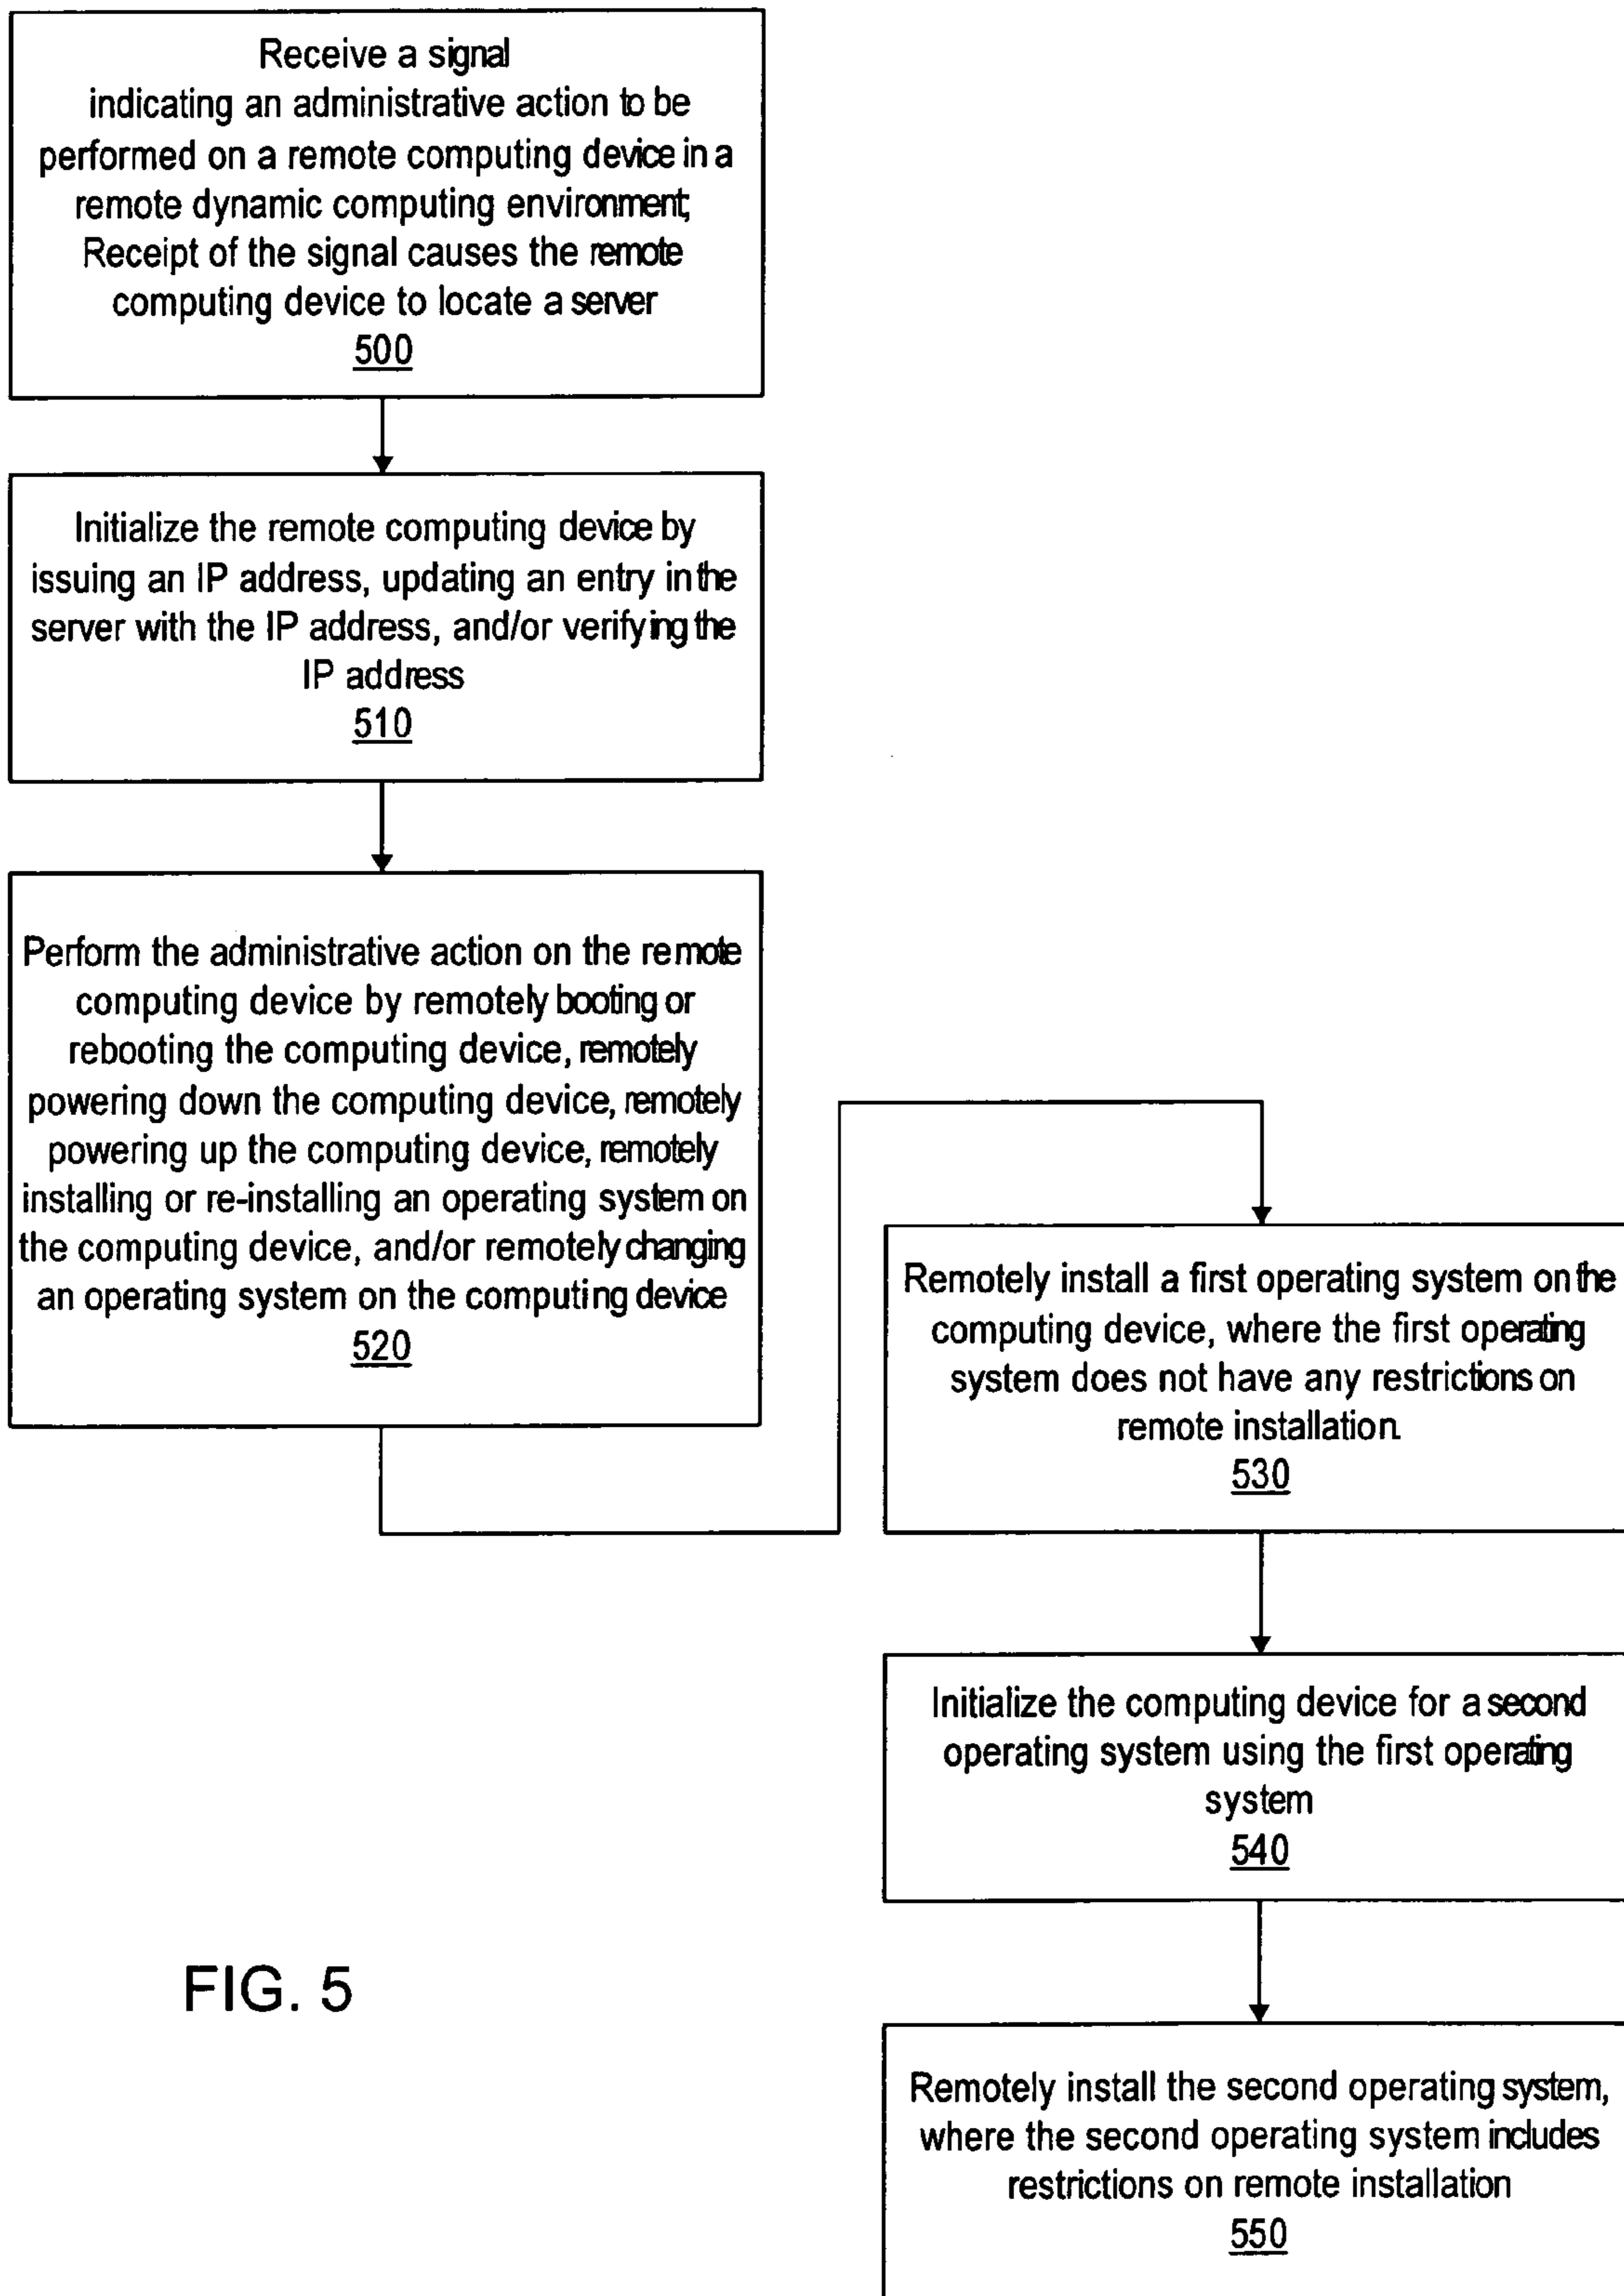 Receive a signal
indicating an administrative action to be
performed on a remote computing device in a
remote dynamic computing environment;
Receipt of the signal causes the remote
computing device to locate a server
500
Initialize the remote computing device by
issuing an IP address, updating an entry in the
server with the IP address, and/or verifying the
IP address
510
Perform the administrative action on the remote
computing device by remotely booting or
rebooting the computing device, remotely
powering down the computing device, remotely
powering up the computing device, remotely
installing or re-installing an operating system on
the computing device, and/or remotely changing
an operating system on the computing device
520
Remotely install a first operating system on the
computing device, where the first operating
system does not have any restrictions on
remote installation.
530
Initialize the computing device for a second
operating system using the first operating
system
540
Remotely install the second operating system,
where the second operating system includes
restrictions on remote installation
550
FIG. 5